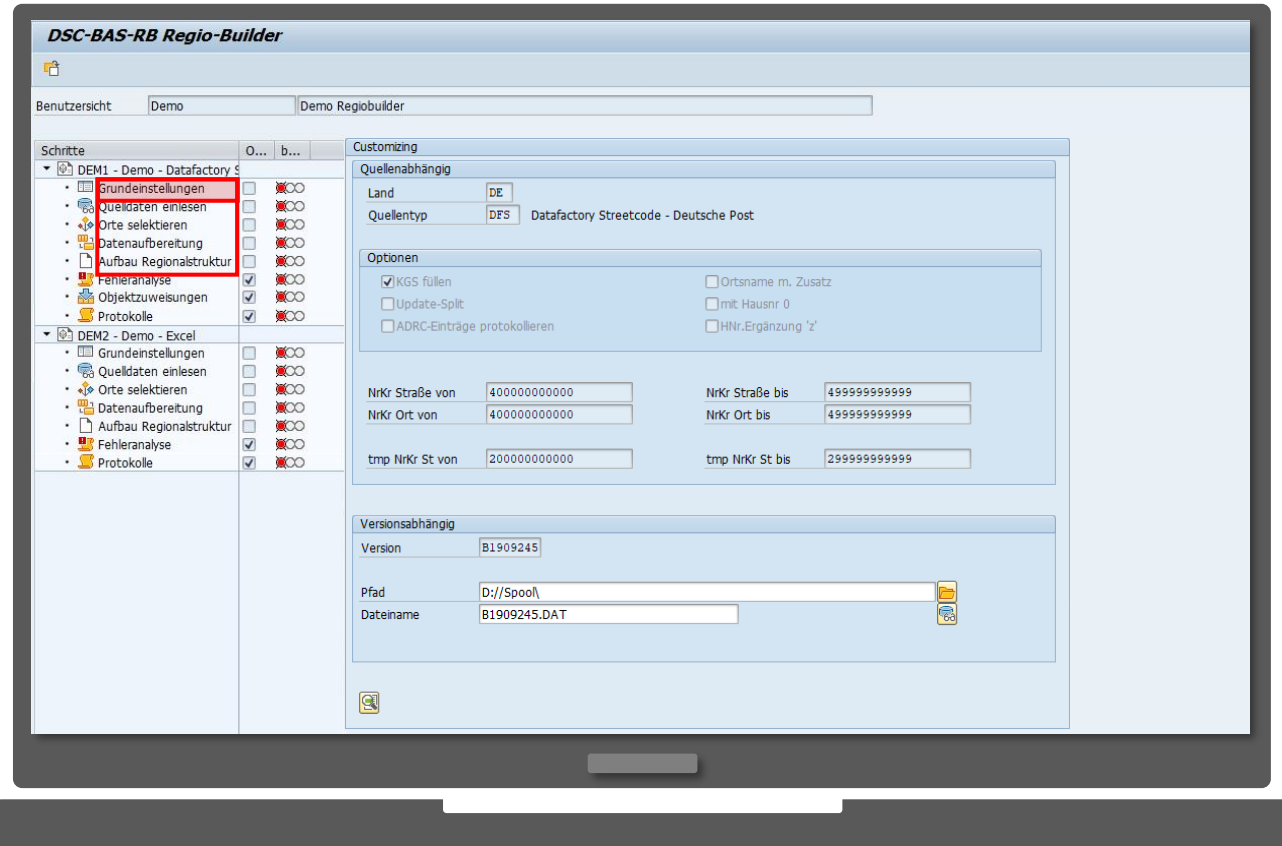 DSC-BAS-RB Regio-Builder
Benutzersicht Demo Demo Regiobuilder
Schritte O... b...
DEM1 - Demo - Datafactory S
Grundeinstellungen
Quelldaten einlesen
Orte selektieren
Datenaufbereitung
Aufbau Regionalstruktur
Fehleranalyse
Objektzuweisungen
Protokolle
DEM2 - Demo - Excel
Grundeinstellungen
Quelldaten einlesen
Orte selektieren
Datenaufbereitung
Aufbau Regionalstruktur
Fehleranalyse
Protokolle
Customizing
Quellenabhängig
Land DE
Quellentyp DFS Datafactory Streetcode - Deutsche Post
Optionen
KGS füllen Ortsname m. Zusatz
Update-Split mit Hausnr 0
ADRC-Einträge protokollieren HNr.Ergänzung 'z'
NrKr Straße von 400000000000 NrKr Straße bis 499999999999
NrKr Ort von 400000000000 NrKr Ort bis 499999999999
tmp NrKr St von 200000000000 tmp NrKr St bis 299999999999
Versionsabhängig
Version B1909245
Pfad D://Spool\
Dateiname B1909245.DAT